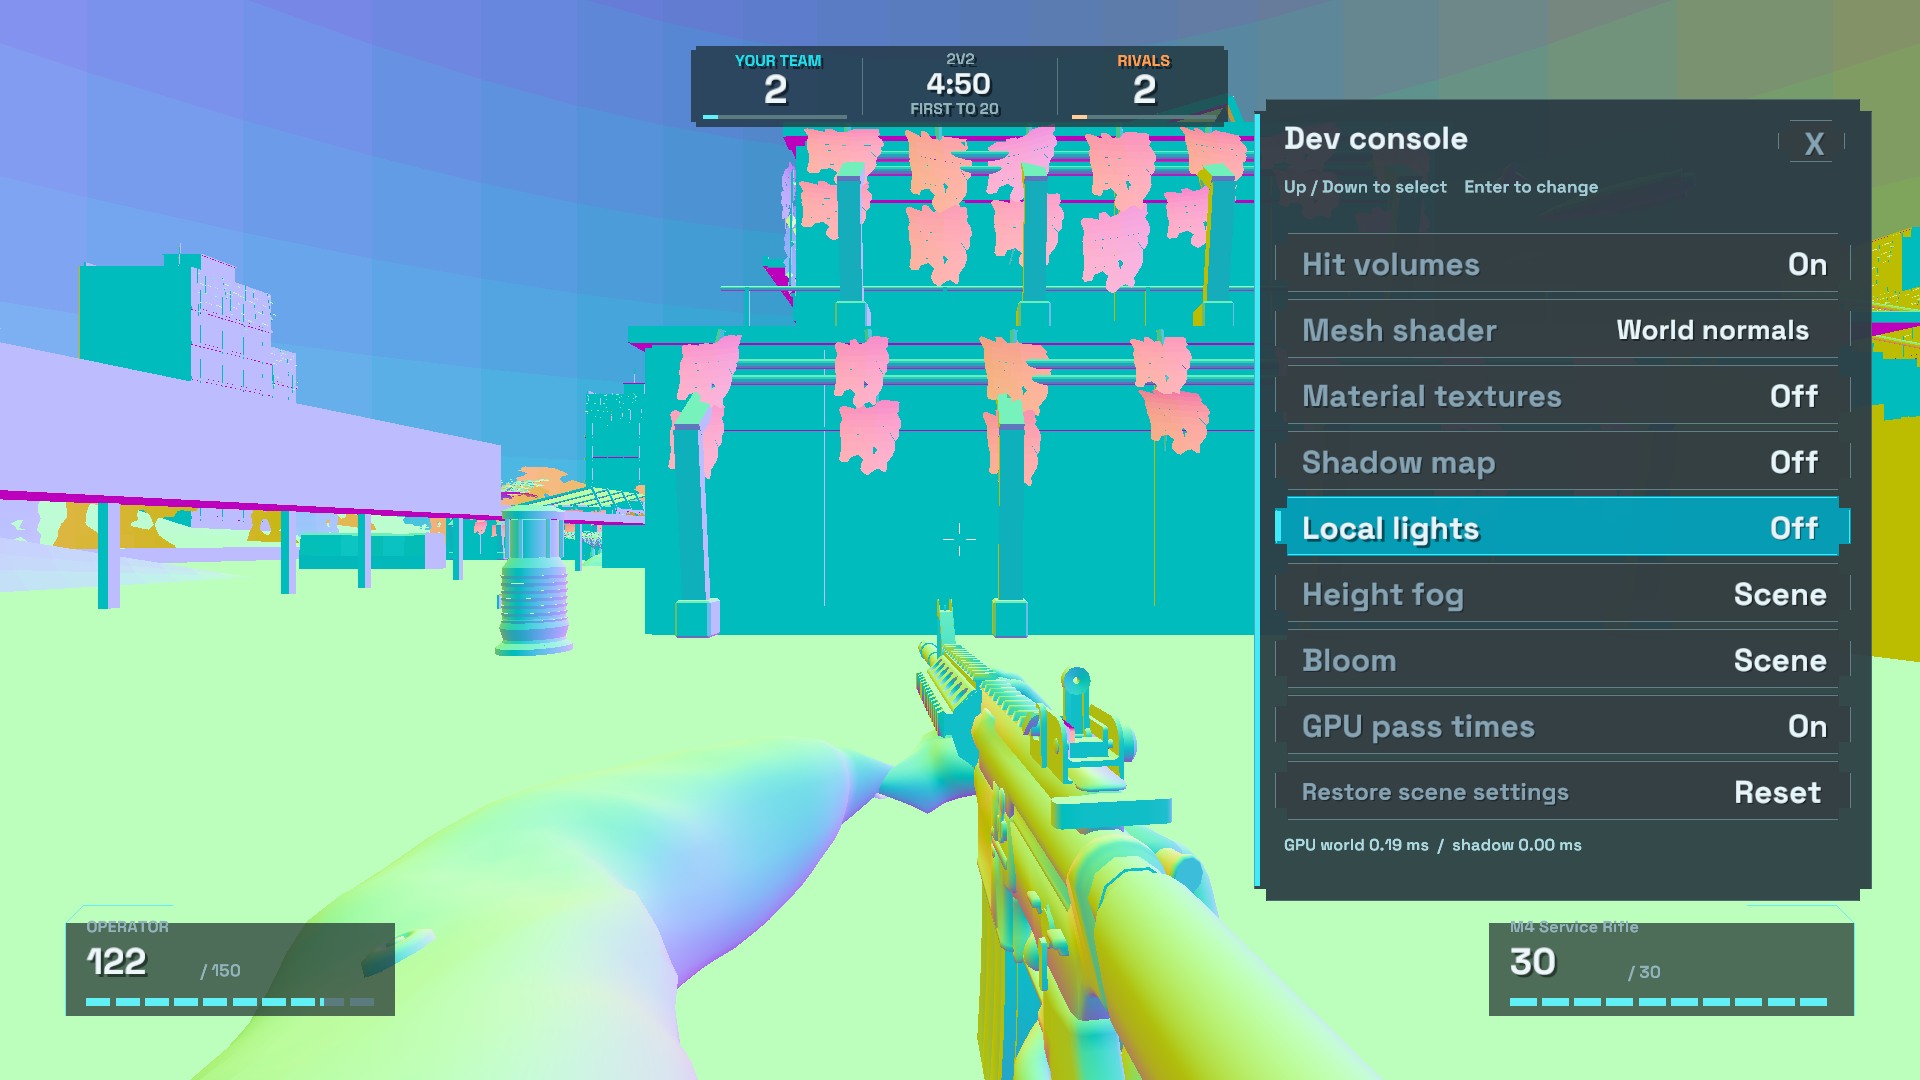 YOUR TEAM
2
2V2
4:50
FIRST TO 20
RIVALS
2
Dev console
X
Up / Down to select Enter to change
Hit volumes On
Mesh shader World normals
Material textures Off
Shadow map Off
Local lights Off
Height fog Scene
Bloom Scene
GPU pass times On
Restore scene settings Reset
GPU world 0.19 ms / shadow 0.00 ms
OPERATOR
122 / 150
M4 Service Rifle
30 / 30